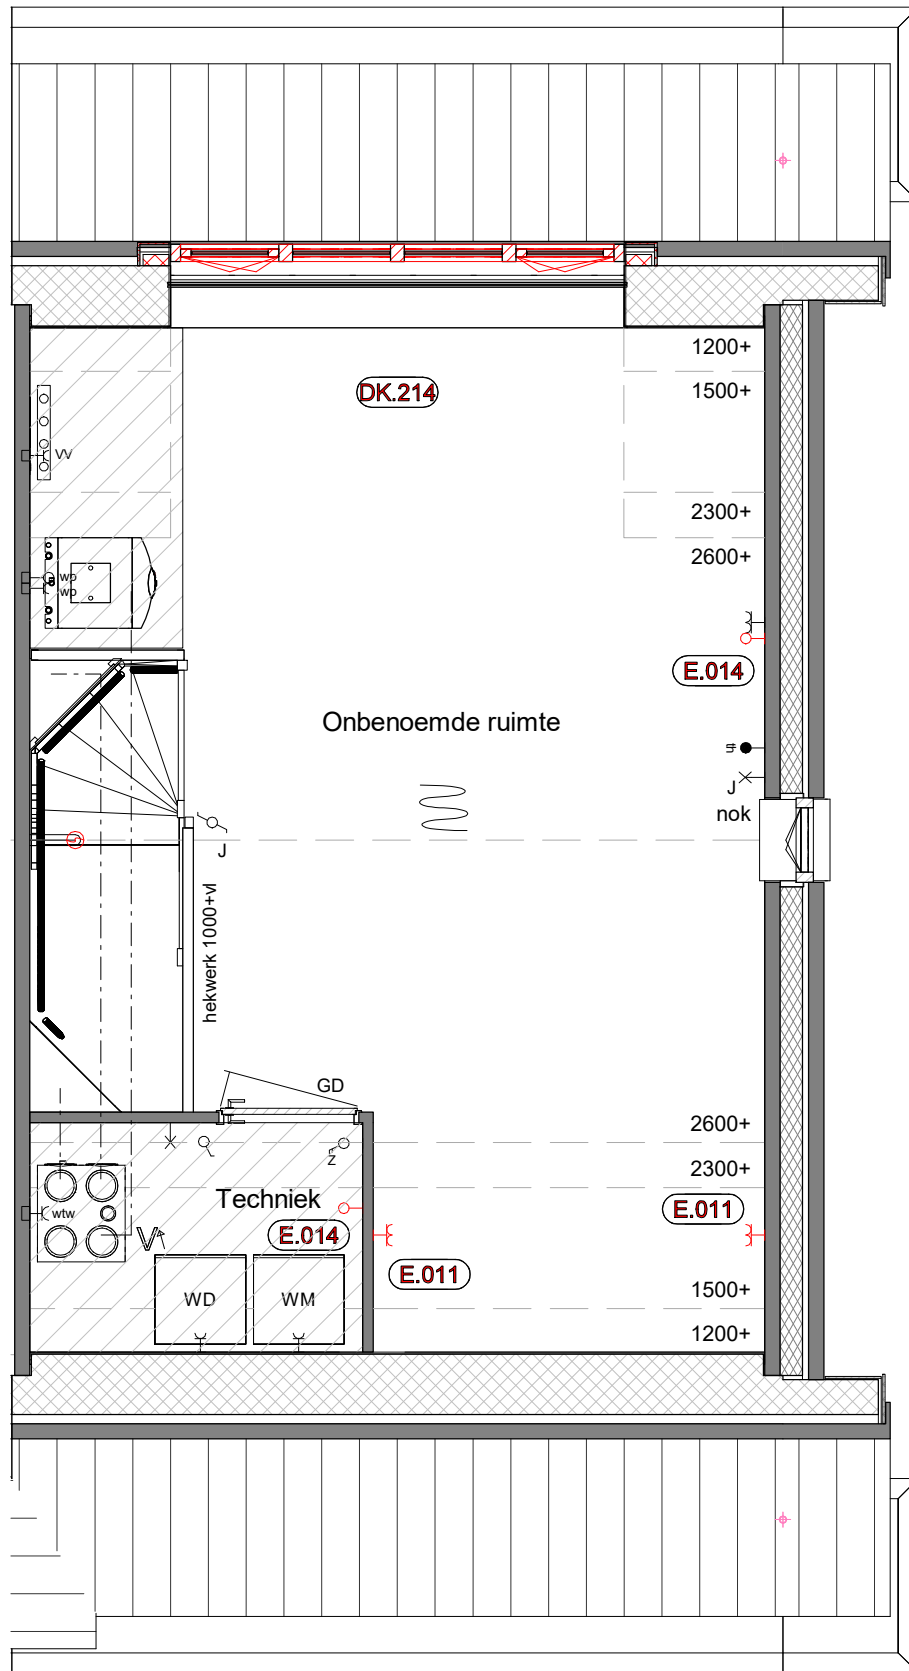 1200+
DK.214
1500+
VV
2300+
2600+
wp
wp
E.014
Onbenoemde ruimte
J
nok
J
hekwerk 1000+vl
GD
2600+
z
2300+
Techniek
wtw
E.011
V
E.014
E.011
1500+
WD
WM
1200+